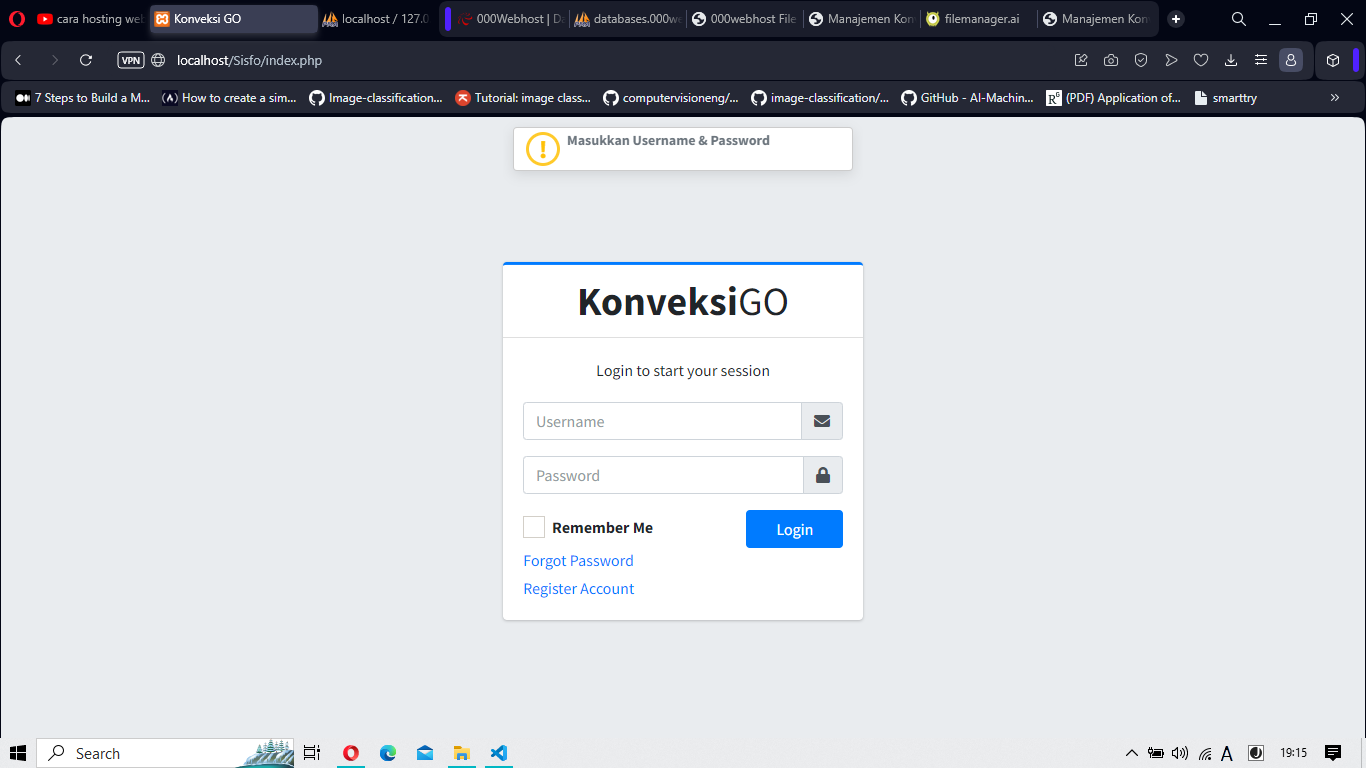 cara hosting web
Konveksi GO
localhost / 127.0
000Webhost | Da
databases.000we
000webhost File
Manajemen Kon
filemanager.ai
Manajemen Kon
VPN
localhost/Sisfo/index.php
7 Steps to Build a M...
How to create a sim...
Image-classification...
Tutorial: image class...
computervisioneng/...
image-classification/...
GitHub - AI-Machin...
(PDF) Application of...
smarttry
Masukkan Username & Password
KonveksiGO
Login to start your session
Username
Password
Remember Me
Login
Forgot Password
Register Account
Search
A
19:15